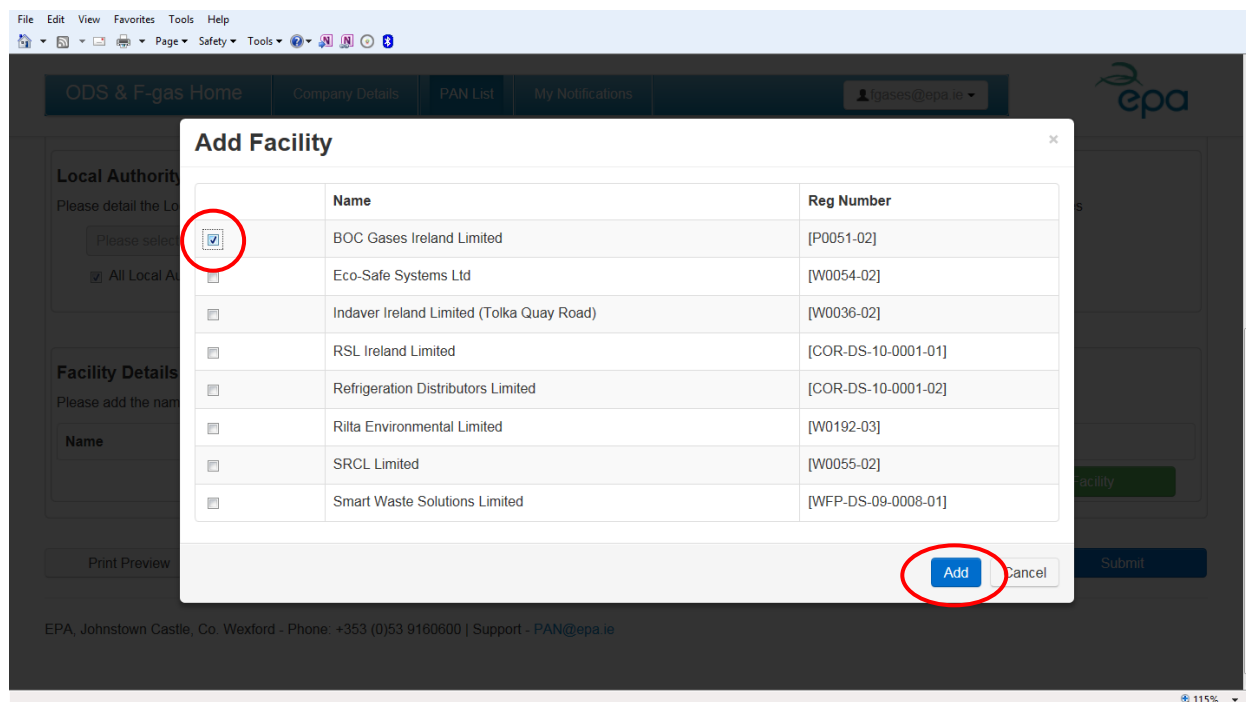 File Edit View Favorites Tools Help
Page Safety Tools
ODS & F-gas Home Company Details PAN List My Notifications fgases@epa.ie epa
Add Facility ×
Local Authority
Please detail the Lo s
Please select
All Local Au
Name Reg Number
BOC Gases Ireland Limited [P0051-02]
Eco-Safe Systems Ltd [W0054-02]
Indaver Ireland Limited (Tolka Quay Road) [W0036-02]
RSL Ireland Limited [COR-DS-10-0001-01]
Refrigeration Distributors Limited [COR-DS-10-0001-02]
Rilta Environmental Limited [W0192-03]
SRCL Limited [W0055-02]
Smart Waste Solutions Limited [WFP-DS-09-0008-01]
Facility Details
Please add the nam
Name
Facility
Add Cancel
Print Preview Submit
EPA, Johnstown Castle, Co. Wexford - Phone: +353 (0)53 9160600 | Support - PAN@epa.ie
115%